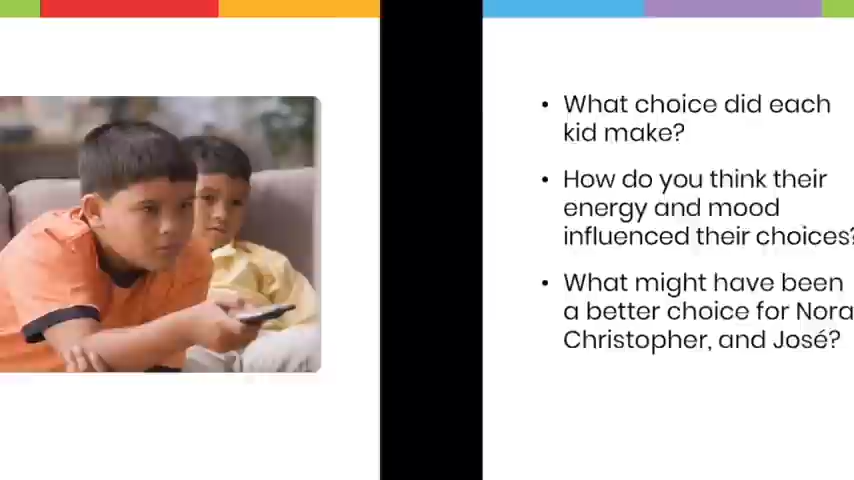 • What choice did each
kid make?
• How do you think their
energy and mood
influenced their choices?
• What might have been
a better choice for Nora
Christopher, and José?